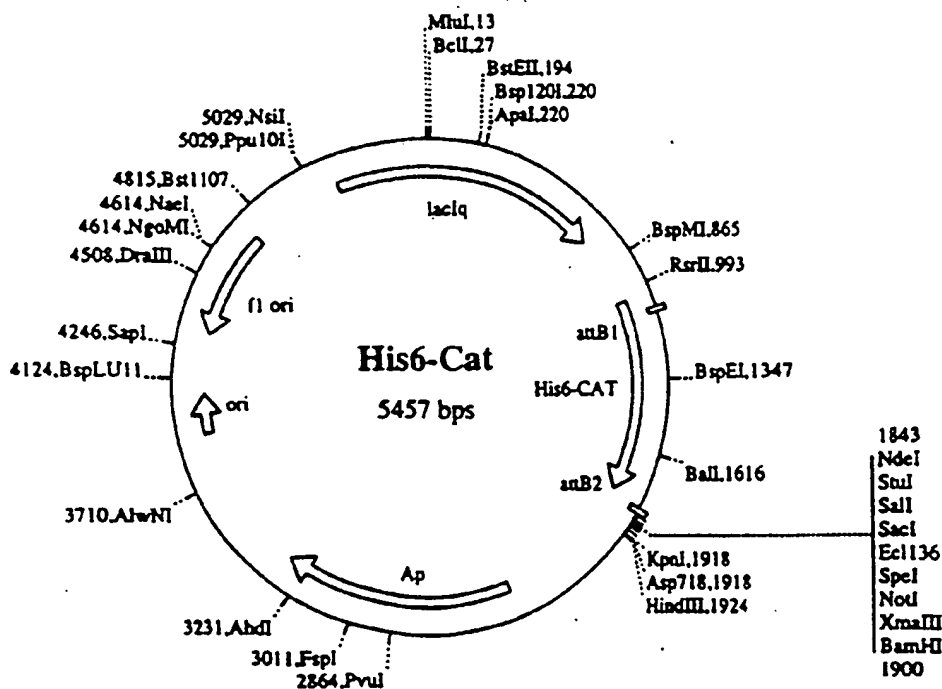 MluI,13
BclI,27
BstEII,194
Bsp120I,220
ApaI,220
5029,NsiI
5029,Ppu10I
4815,Bst1107
4614,NaeI
4614,NgoMI
4508,DraIII
lacIq
BspMI,865
RsrII,993
f1 ori
attB1
4246,SapI
4124,BspLU11
His6-Cat
5457 bps
His6-CAT
BspEI,1347
ori
attB2
BalI,1616
1843
NdeI
StuI
SalI
SacI
Ecl136
SpeI
NotI
XmaIII
BamHI
1900
3710,AlwNI
KpnI,1918
Asp718,1918
HindIII,1924
Ap
3231,AhdI
3011,FspI
2864,PvuI